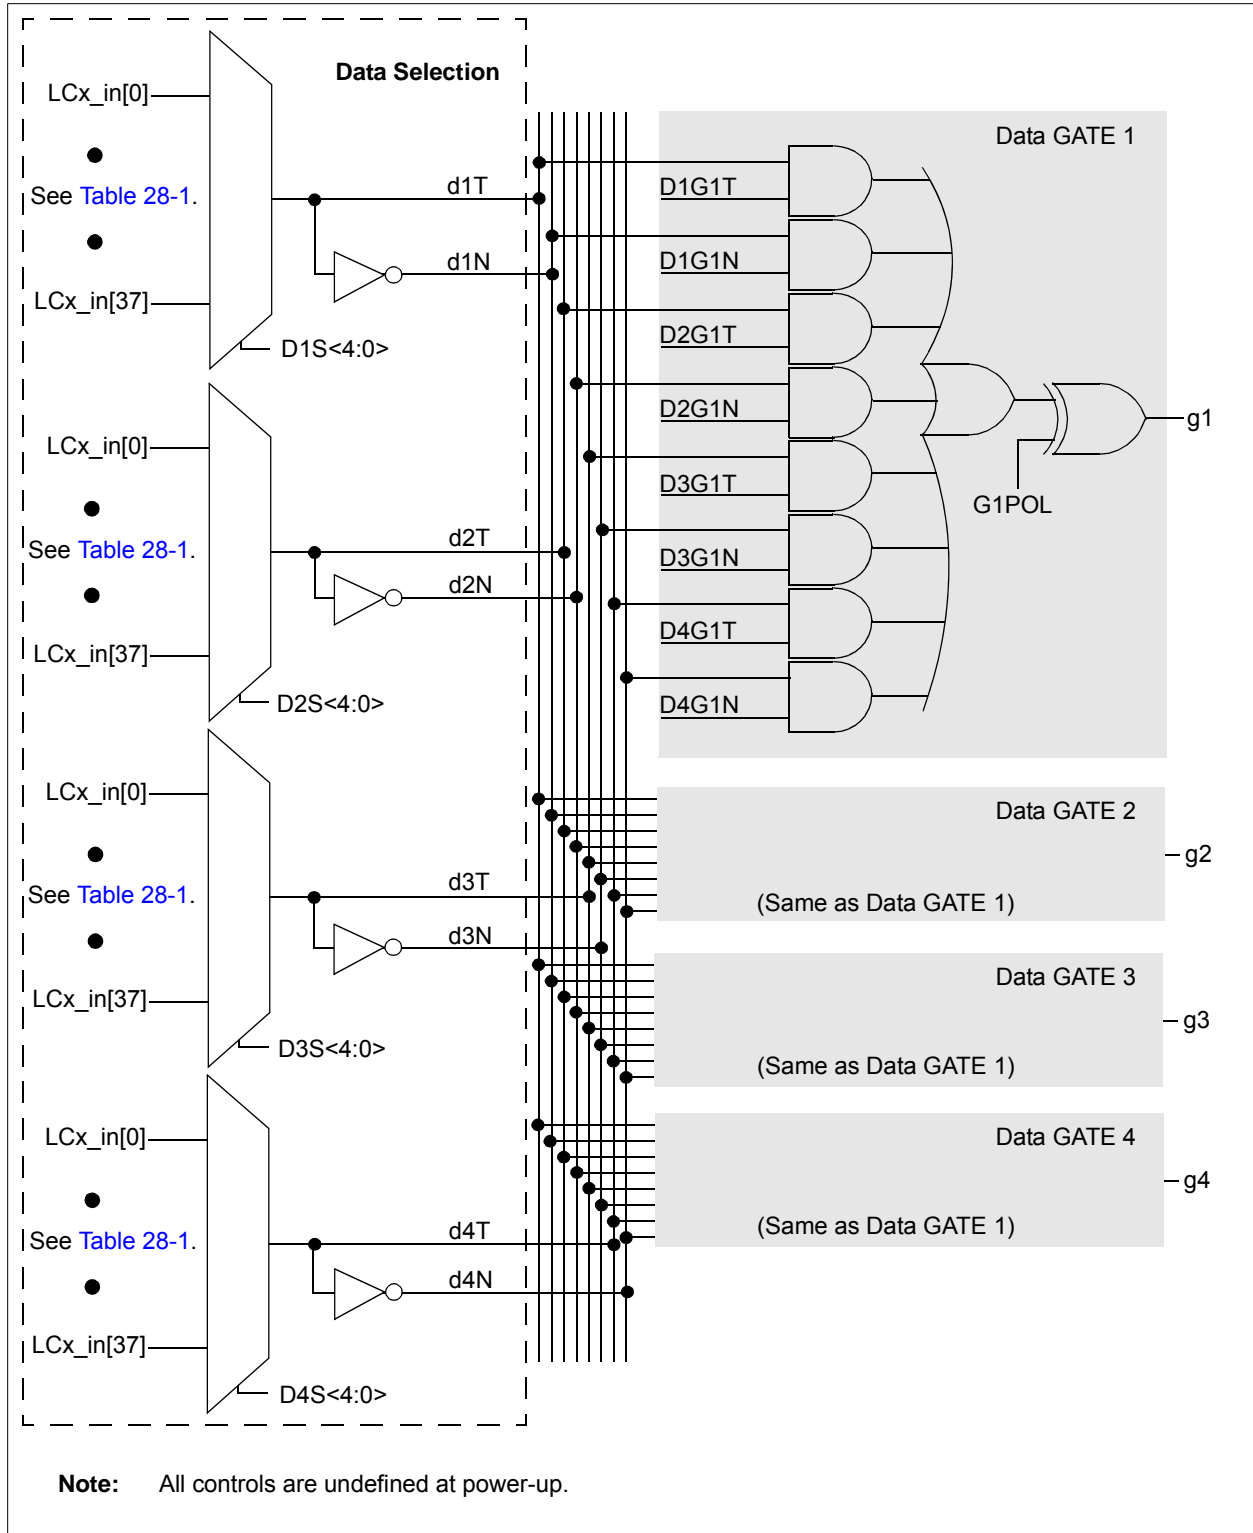 Data Selection
LCx_in[0]
See Table 28-1.
LCx_in[37]
D1S<4:0>
d1T
d1N
LCx_in[0]
See Table 28-1.
LCx_in[37]
D2S<4:0>
d2T
d2N
LCx_in[0]
See Table 28-1.
LCx_in[37]
D3S<4:0>
d3T
d3N
LCx_in[0]
See Table 28-1.
LCx_in[37]
D4S<4:0>
d4T
d4N
Data GATE 1
D1G1T
D1G1N
D2G1T
D2G1N
D3G1T
D3G1N
D4G1T
D4G1N
G1POL
g1
Data GATE 2
(Same as Data GATE 1)
g2
Data GATE 3
(Same as Data GATE 1)
g3
Data GATE 4
(Same as Data GATE 1)
g4
Note: All controls are undefined at power-up.